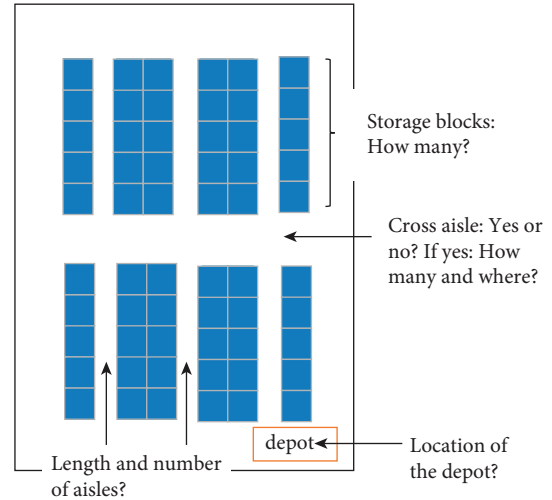 Storage blocks:
How many?
Cross aisle: Yes or
no? If yes: How
many and where?
depot
Length and number
of aisles?
Location of
the depot?